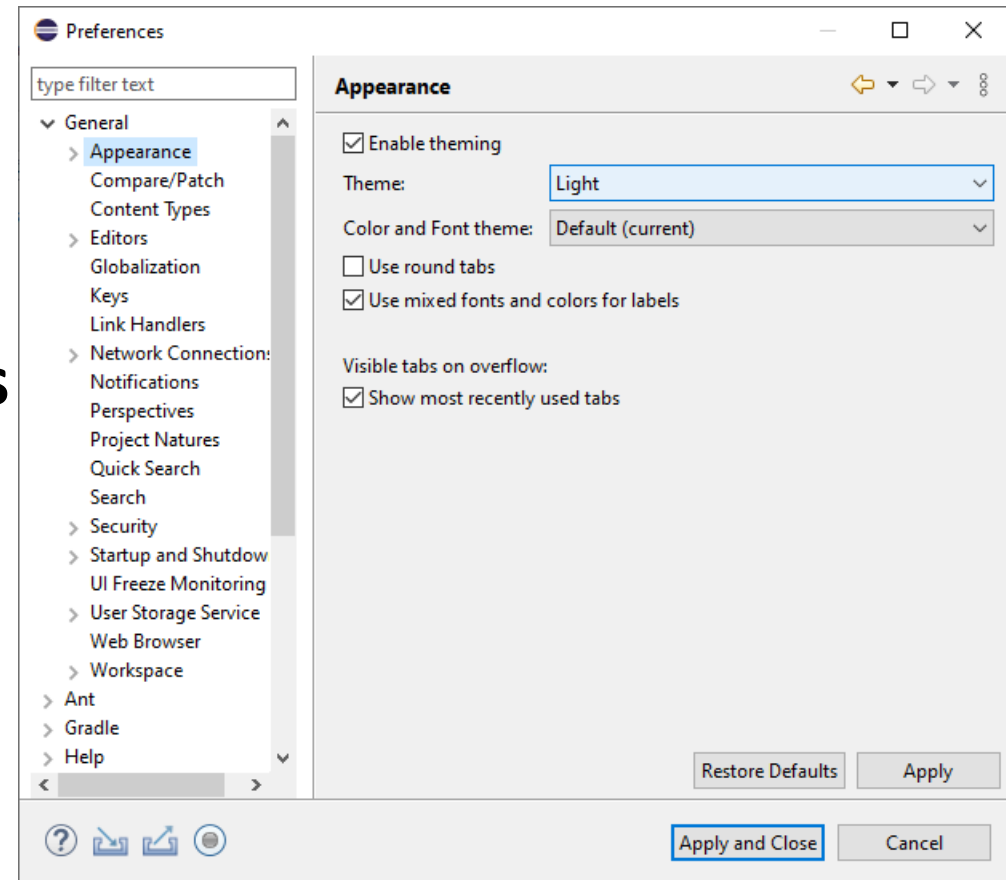 Preferences
type filter text
General
Appearance
Compare/Patch
Content Types
Editors
Globalization
Keys
Link Handlers
Network Connection
Notifications
Perspectives
Project Natures
Quick Search
Search
Security
Startup and Shutdow
UI Freeze Monitoring
User Storage Service
Web Browser
Workspace
Ant
Gradle
Help
s
Appearance
Enable theming
Theme: Light
Color and Font theme: Default (current)
Use round tabs
Use mixed fonts and colors for labels
Visible tabs on overflow:
Show most recently used tabs
Restore Defaults Apply
? Apply and Close Cancel